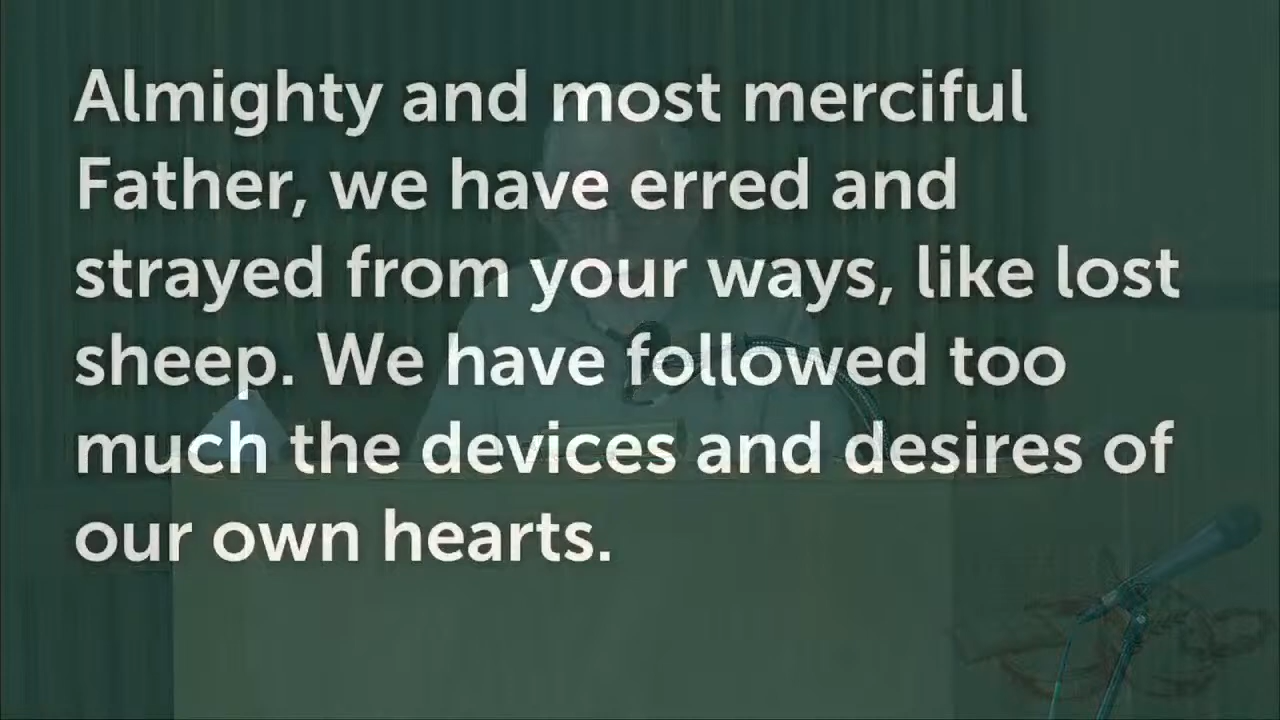 Almighty and most merciful
Father, we have erred and
strayed from your ways, like lost
sheep. We have followed too
much the devices and desires of
our own hearts.